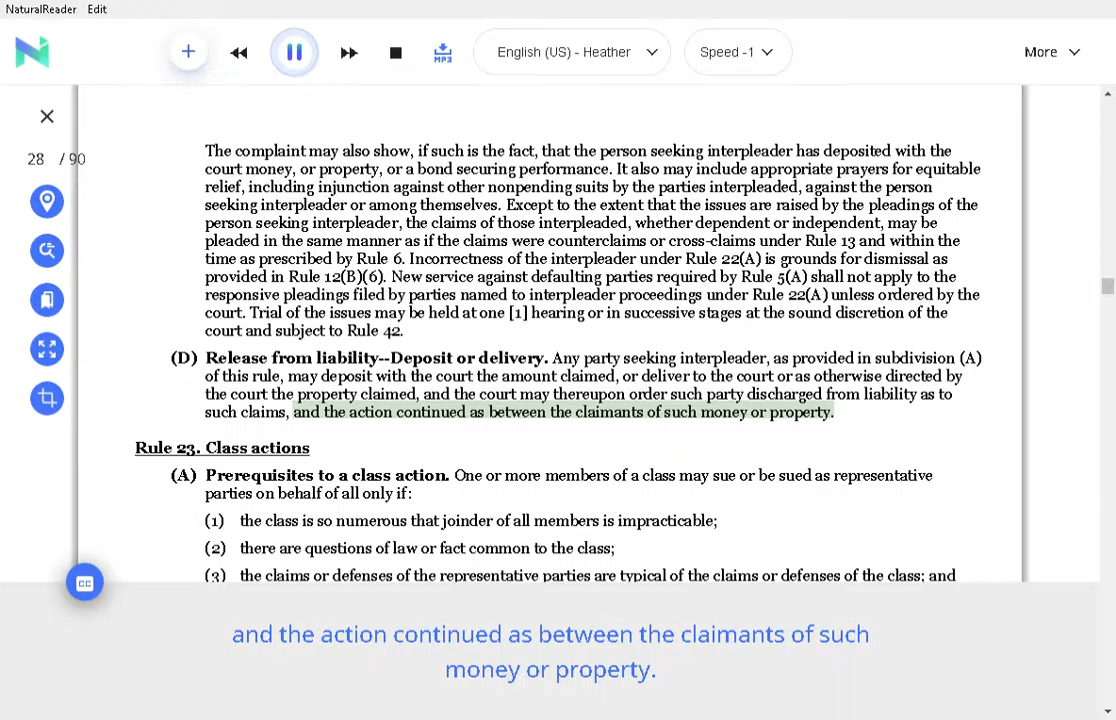 NaturalReader Edit
MP3
English (US) - Heather
Speed -1
More
28 / 90
The complaint may also show, if such is the fact, that the person seeking interpleader has deposited with the
court money, or property, or a bond securing performance. It also may include appropriate prayers for equitable
relief, including injunction against other nonpending suits by the parties interpleaded, against the person
seeking interpleader or among themselves. Except to the extent that the issues are raised by the pleadings of the
person seeking interpleader, the claims of those interpleaded, whether dependent or independent, may be
pleaded in the same manner as if the claims were counterclaims or cross-claims under Rule 13 and within the
time as prescribed by Rule 6. Incorrectness of the interpleader under Rule 22(A) is grounds for dismissal as
provided in Rule 12(B)(6). New service against defaulting parties required by Rule 5(A) shall not apply to the
responsive pleadings filed by parties named to interpleader proceedings under Rule 22(A) unless ordered by the
court. Trial of the issues may be held at one [1] hearing or in successive stages at the sound discretion of the
court and subject to Rule 42.
(D) Release from liability--Deposit or delivery. Any party seeking interpleader, as provided in subdivision (A)
of this rule, may deposit with the court the amount claimed, or deliver to the court or as otherwise directed by
the court the property claimed, and the court may thereupon order such party discharged from liability as to
such claims, and the action continued as between the claimants of such money or property.
Rule 23. Class actions
(A) Prerequisites to a class action. One or more members of a class may sue or be sued as representative
parties on behalf of all only if:
(1) the class is so numerous that joinder of all members is impracticable;
(2) there are questions of law or fact common to the class;
(3) the claims or defenses of the representative parties are typical of the claims or defenses of the class; and
CC
and the action continued as between the claimants of such
money or property.